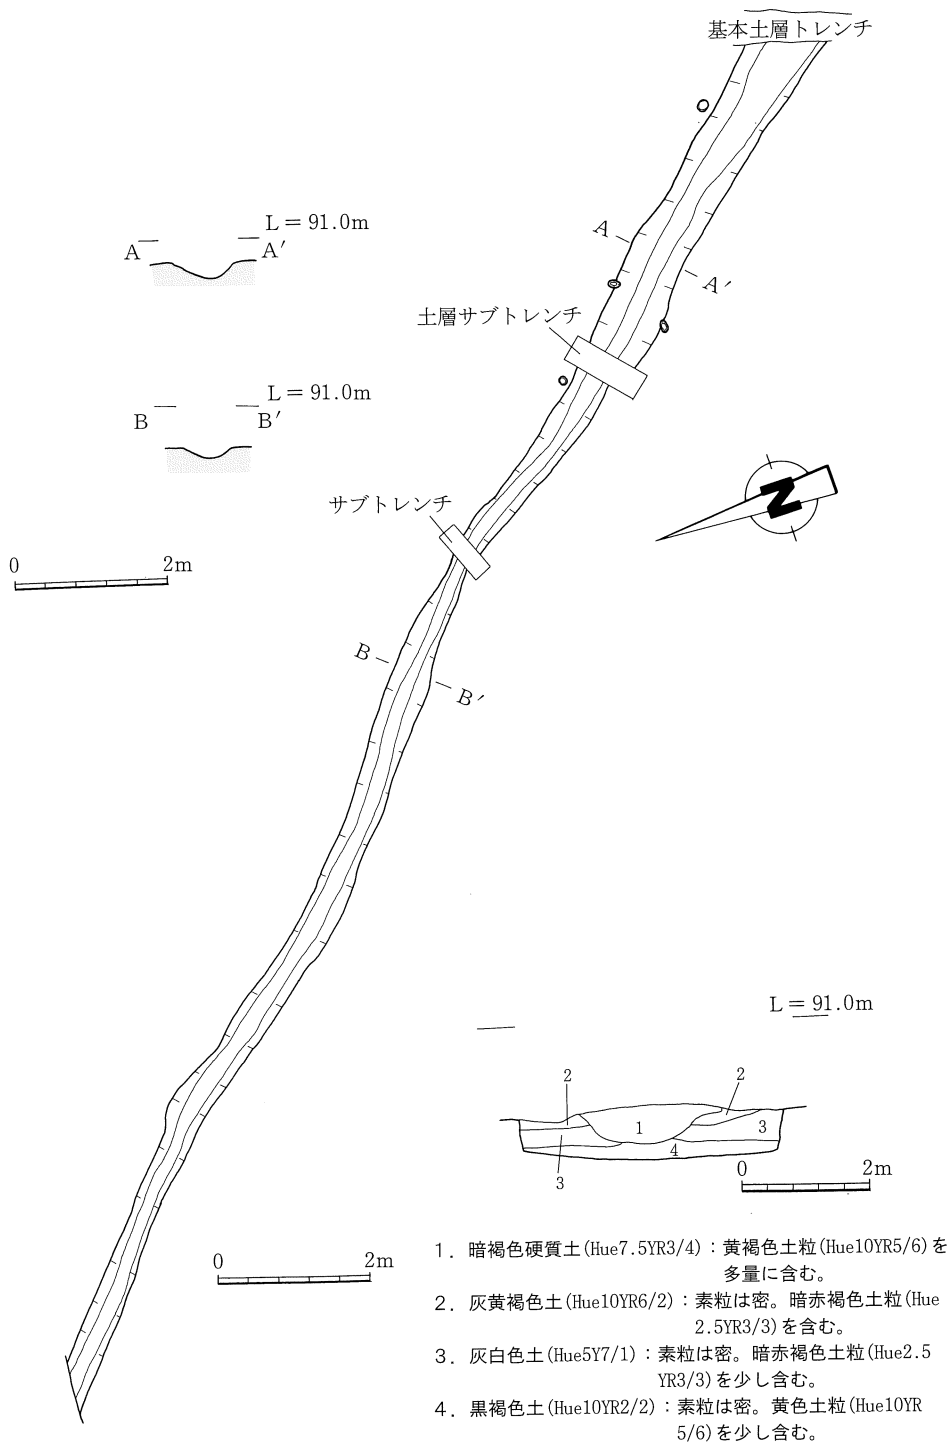 基本土層トレンチ
L＝91.0m
A
A′
A
A′
土層サブトレンチ
L＝91.0m
B
B′
サブトレンチ
N
0
2m
B
B′
L＝91.0m
2
2
1
3
4
3
0
2m
0
2m
1．暗褐色硬質土(Hue7.5YR3/4)：黄褐色土粒(Hue10YR5/6)を
多量に含む。
2．灰黄褐色土(Hue10YR6/2)：素粒は密。暗赤褐色土粒(Hue
2.5YR3/3)を含む。
3．灰白色土(Hue5Y7/1)：素粒は密。暗赤褐色土粒(Hue2.5
YR3/3)を少し含む。
4．黒褐色土(Hue10YR2/2)：素粒は密。黄色土粒(Hue10YR
5/6)を少し含む。